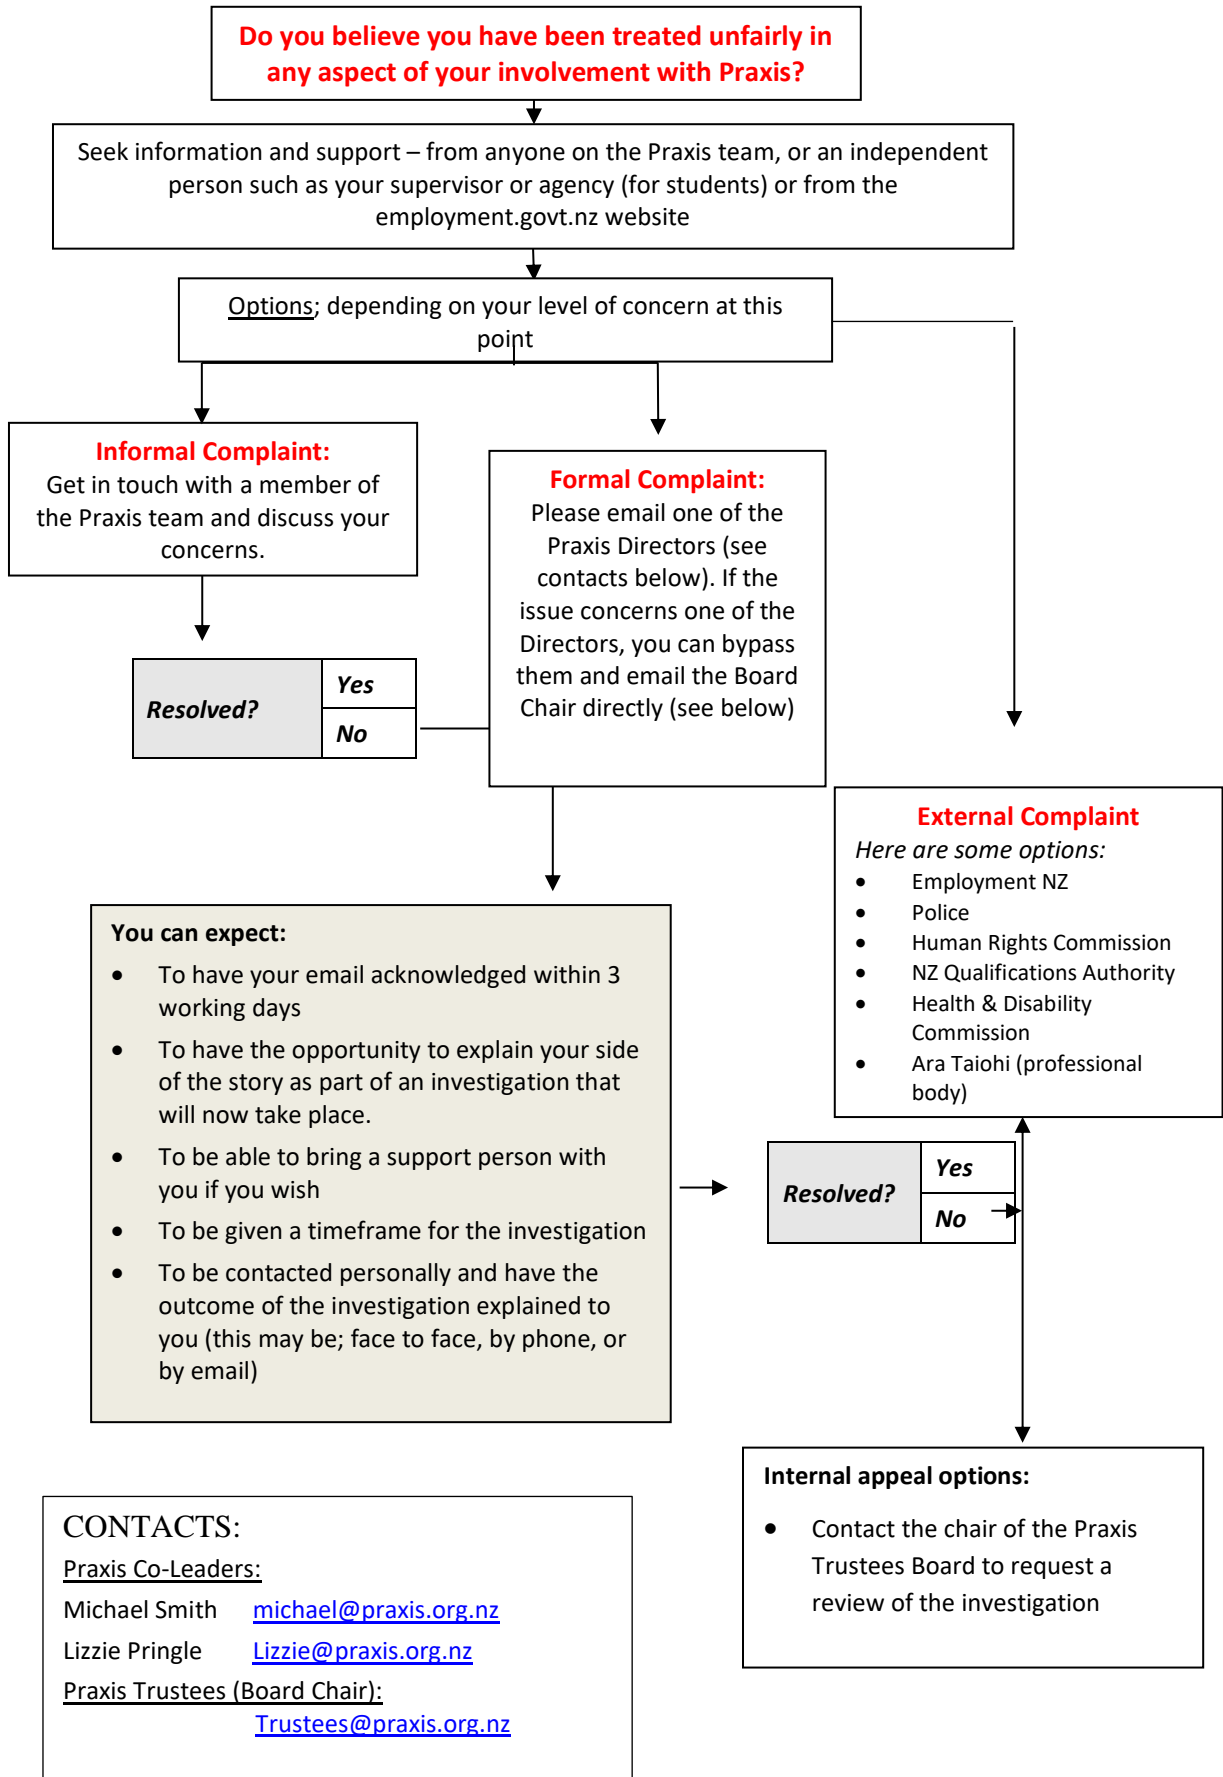 Do you believe you have been treated unfairly in
any aspect of your involvement with Praxis?
Seek information and support – from anyone on the Praxis team, or an independent
person such as your supervisor or agency (for students) or from the
employment.govt.nz website
Options; depending on your level of concern at this
point
Informal Complaint:
Get in touch with a member of
the Praxis team and discuss your
concerns.
Formal Complaint:
Please email one of the
Praxis Directors (see
contacts below). If the
issue concerns one of the
Directors, you can bypass
them and email the Board
Chair directly (see below)
Resolved?
Yes
No
External Complaint
Here are some options:
• Employment NZ
• Police
• Human Rights Commission
• NZ Qualifications Authority
• Health & Disability
Commission
• Ara Taiohi (professional
body)
You can expect:
• To have your email acknowledged within 3
working days
• To have the opportunity to explain your side
of the story as part of an investigation that
will now take place.
• To be able to bring a support person with
you if you wish
• To be given a timeframe for the investigation
• To be contacted personally and have the
outcome of the investigation explained to
you (this may be; face to face, by phone, or
by email)
Resolved?
Yes
No
Internal appeal options:
• Contact the chair of the Praxis
Trustees Board to request a
review of the investigation
CONTACTS:
Praxis Co-Leaders:
Michael Smith michael@praxis.org.nz
Lizzie Pringle Lizzie@praxis.org.nz
Praxis Trustees (Board Chair):
Trustees@praxis.org.nz